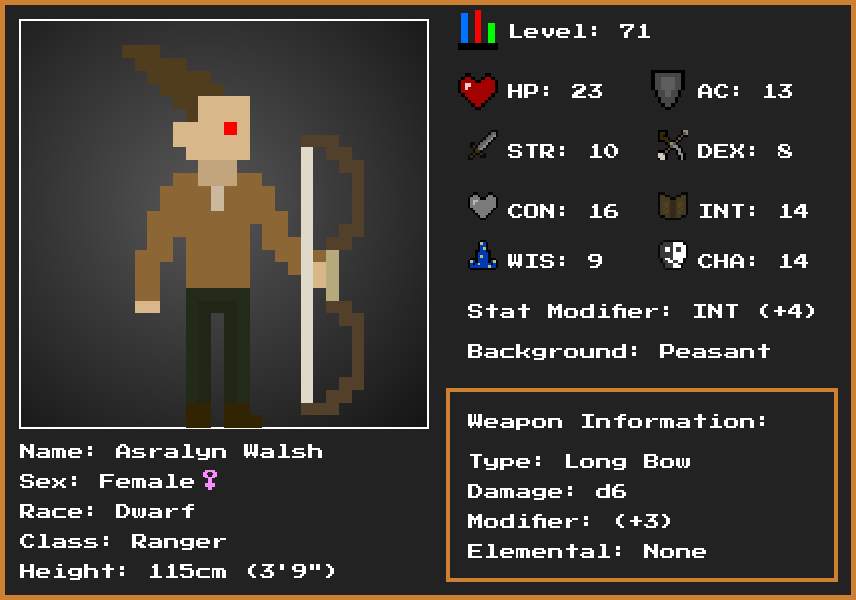 Level: 71
HP: 23
AC: 13
STR: 10
DEX: 8
CON: 16
INT: 14
WIS: 9
CHA: 14
Stat Modifier: INT (+4)
Background: Peasant
Name: Asralyn Walsh
Sex: Female♀
Race: Dwarf
Class: Ranger
Height: 115cm (3'9")
Weapon Information:
Type: Long Bow
Damage: d6
Modifier: (+3)
Elemental: None